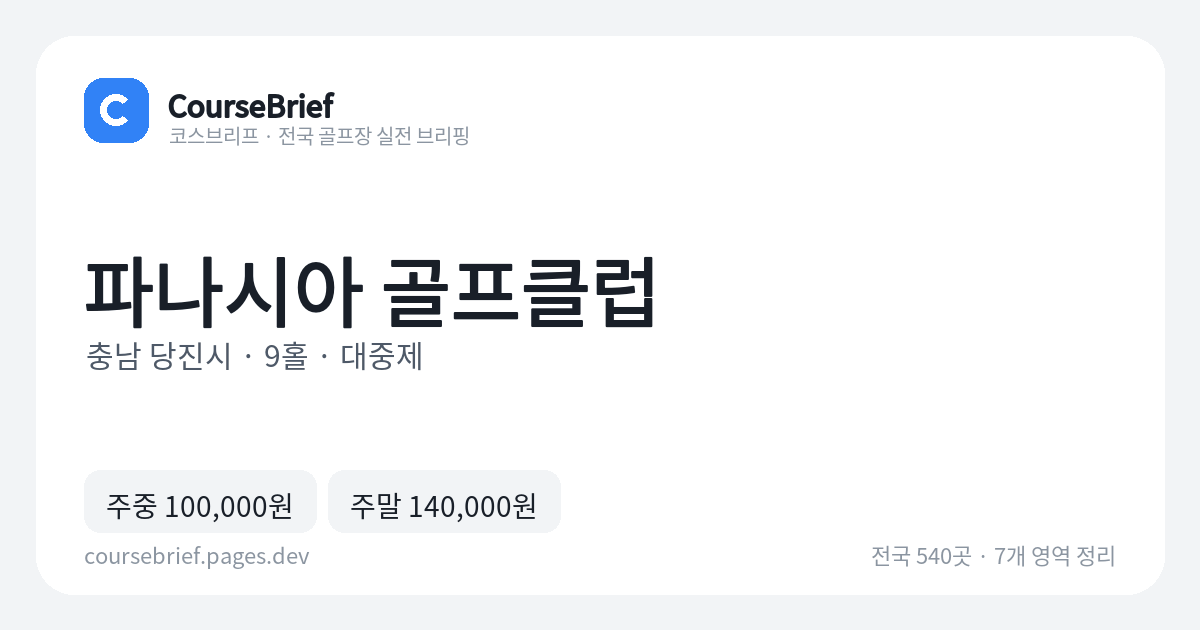 C
CourseBrief
코스브리프 · 전국 골프장 실전 브리핑
파나시아 골프클럽
충남 당진시 · 9홀 · 대중제
주중 100,000원
주말 140,000원
coursebrief.pages.dev
전국 540곳 · 7개 영역 정리